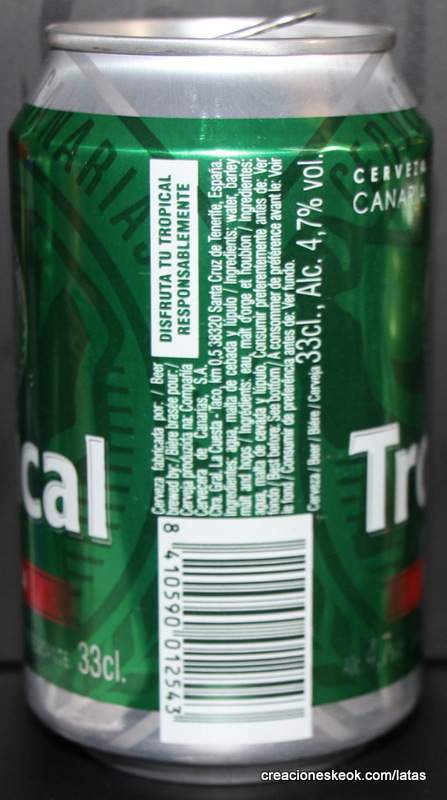 CANARIAS
CERVEZA
CANARIA
DISFRUTA TU TROPICAL
RESPONSABLEMENTE
Cerveza fabricada por: / Beer
brewed by: / Bière brasée pour: /
Cerveja produzida na: Compañía
Cervecera de Canarias, S.A.
Ctra. Gral. La Cuesta - Taco, km 0,5 38320 Santa Cruz de Tenerife, España.
Ingredientes: agua, malta de cebada y lúpulo / Ingredients: water, barley
malt and hops / Ingrédients: eau, malt d'orge et houblon / Ingredientes:
agua, malta de cevada y lúpulo. Consumir preferentemente antes de: Ver
fondo / Best before: See bottom / A consommer de préférence avant le: Voir
le fond / Consumir de preferência antes de: Ver fundo.
Cerveza / Beer / Bière / Cerveja 33cl., Alc. 4,7% vol.
cal
Tro
33cl.
8 410590 012543
creacioneskeok.com/latas